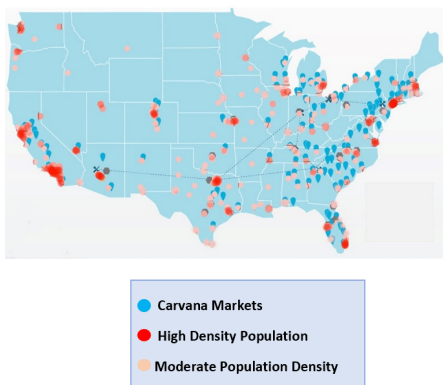 Carvana Markets
High Density Population
Moderate Population Density